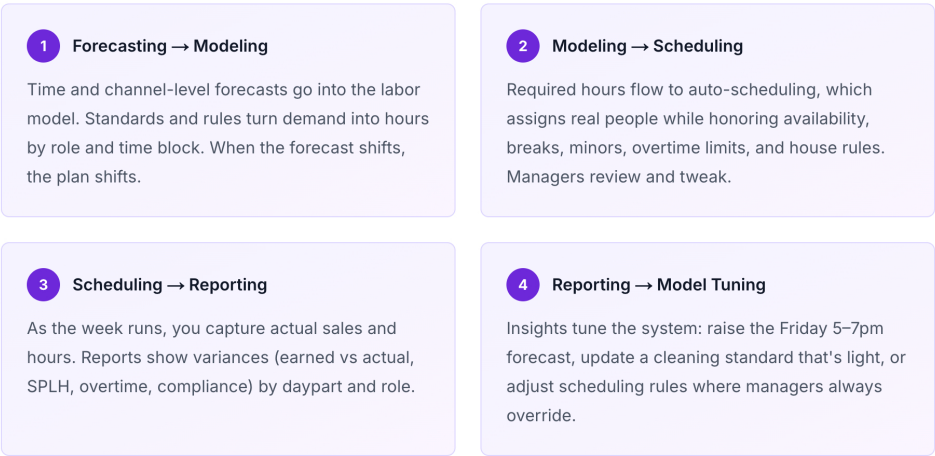 1 Forecasting → Modeling
Time and channel-level forecasts go into the labor
model. Standards and rules turn demand into hours
by role and time block. When the forecast shifts,
the plan shifts.
2 Modeling → Scheduling
Required hours flow to auto-scheduling, which
assigns real people while honoring availability,
breaks, minors, overtime limits, and house rules.
Managers review and tweak.
3 Scheduling → Reporting
As the week runs, you capture actual sales and
hours. Reports show variances (earned vs actual,
SPLH, overtime, compliance) by daypart and role.
4 Reporting → Model Tuning
Insights tune the system: raise the Friday 5–7pm
forecast, update a cleaning standard that's light, or
adjust scheduling rules where managers always
override.